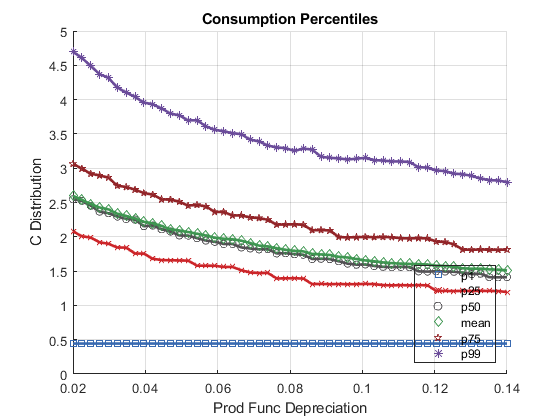 Consumption Percentiles
5
4.5
4
3.5
3
2.5
2
1.5
1
0.5
0
C Distribution
p1
p25
p50
mean
p75
p99
0.02
0.04
0.06
0.08
0.1
0.12
0.14
Prod Func Depreciation